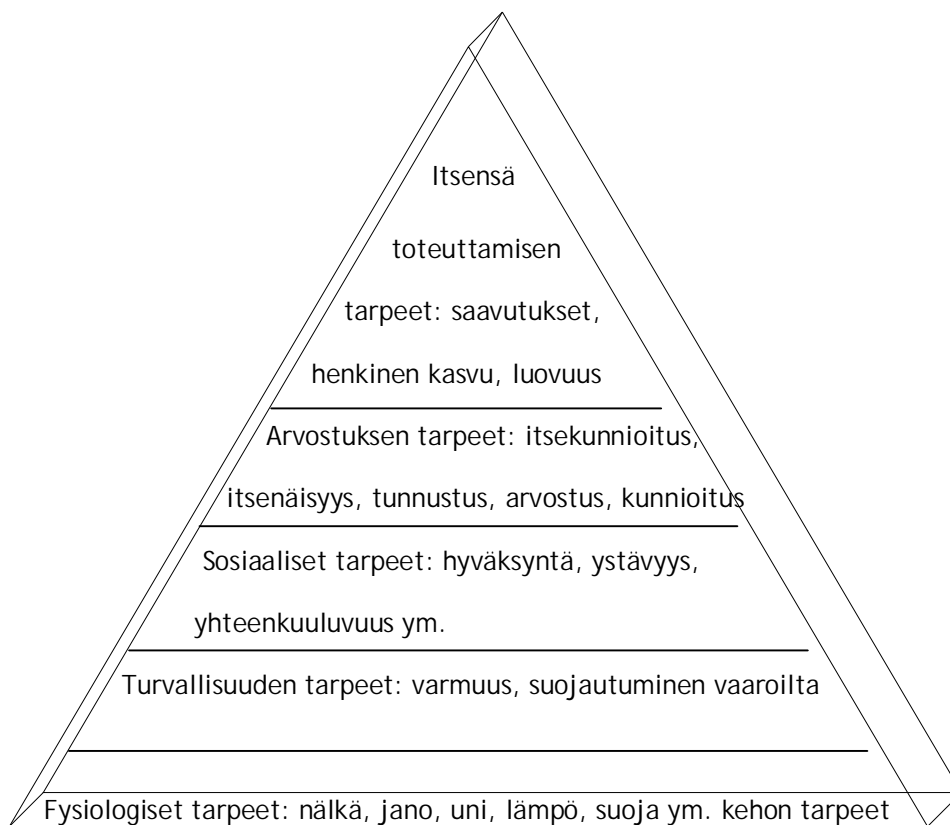 Itsensä
toteuttamisen
tarpeet: saavutukset,
henkinen kasvu, luovuus
Arvostuksen tarpeet: itsekunnioitus,
itsenäisyys, tunnustus, arvostus, kunnioitus
Sosiaaliset tarpeet: hyväksyntä, ystävyys,
yhteenkuuluvuus ym.
Turvallisuuden tarpeet: varmuus, suojautuminen vaaroilta
Fysiologiset tarpeet: nälkä, jano, uni, lämpö, suoja ym. kehon tarpeet